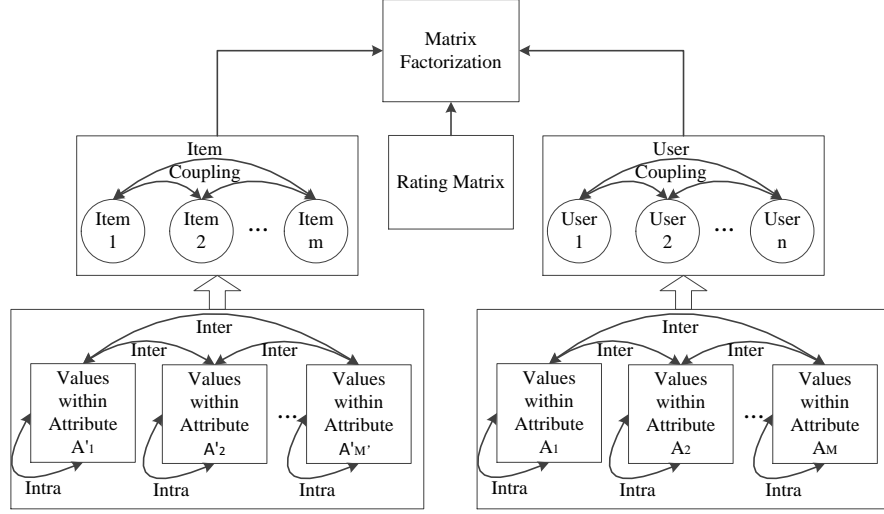 Matrix
Factorization
Rating Matrix
Item
Coupling
Item
1
Item
2
...
Item
m
User
Coupling
User
1
User
2
...
User
n
Inter
Inter
Inter
Values
within
Attribute
A'1
Values
within
Attribute
A'2
...
Values
within
Attribute
A'M'
Intra
Intra
Intra
Inter
Inter
Inter
Values
within
Attribute
A1
Values
within
Attribute
A2
...
Values
within
Attribute
AM
Intra
Intra
Intra